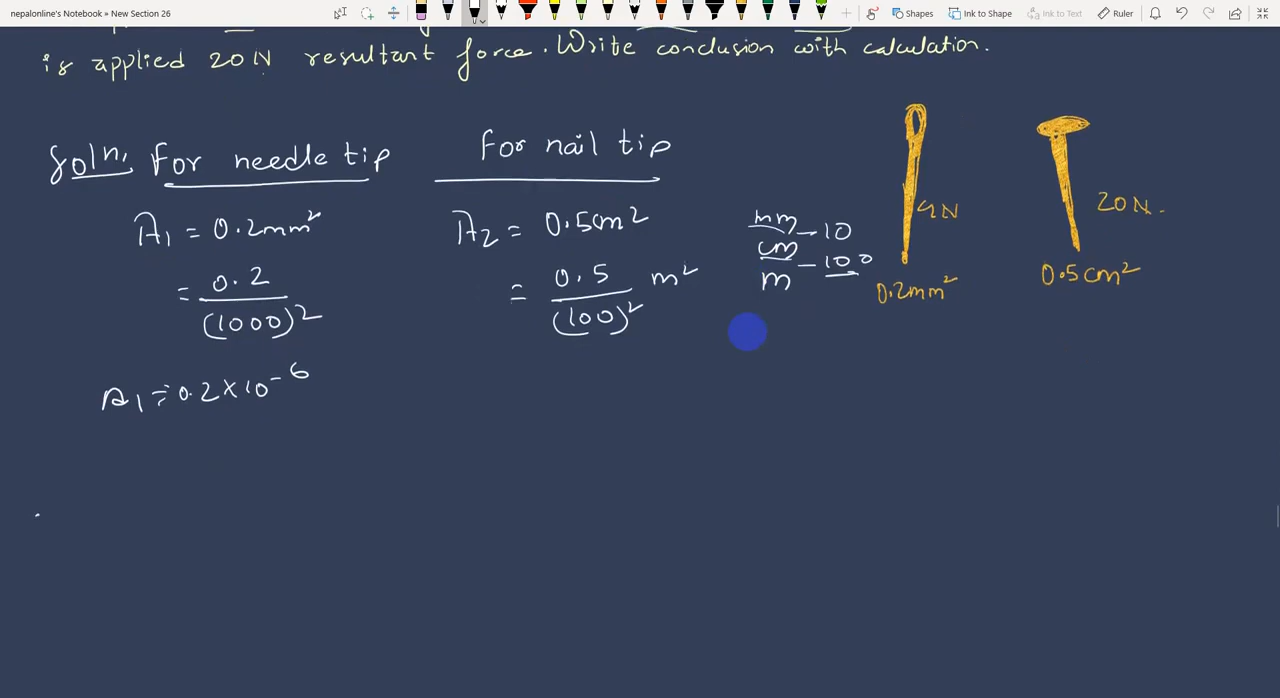 nepalonline's Notebook » New Section 26
Shapes Ink to Shape Ink to Text Ruler
is applied 20N resultant force. Write conclusion with calculation.
Soln, For needle tip
For nail tip
A₁ = 0.2mm²
= 0.2 / (1000)²
A₁ = 0.2 × 10⁻⁶
A₂ = 0.5cm²
= 0.5 / (100)² m²
mm
cm – 10
m – 100
4N
0.2mm²
20N.
0.5cm²